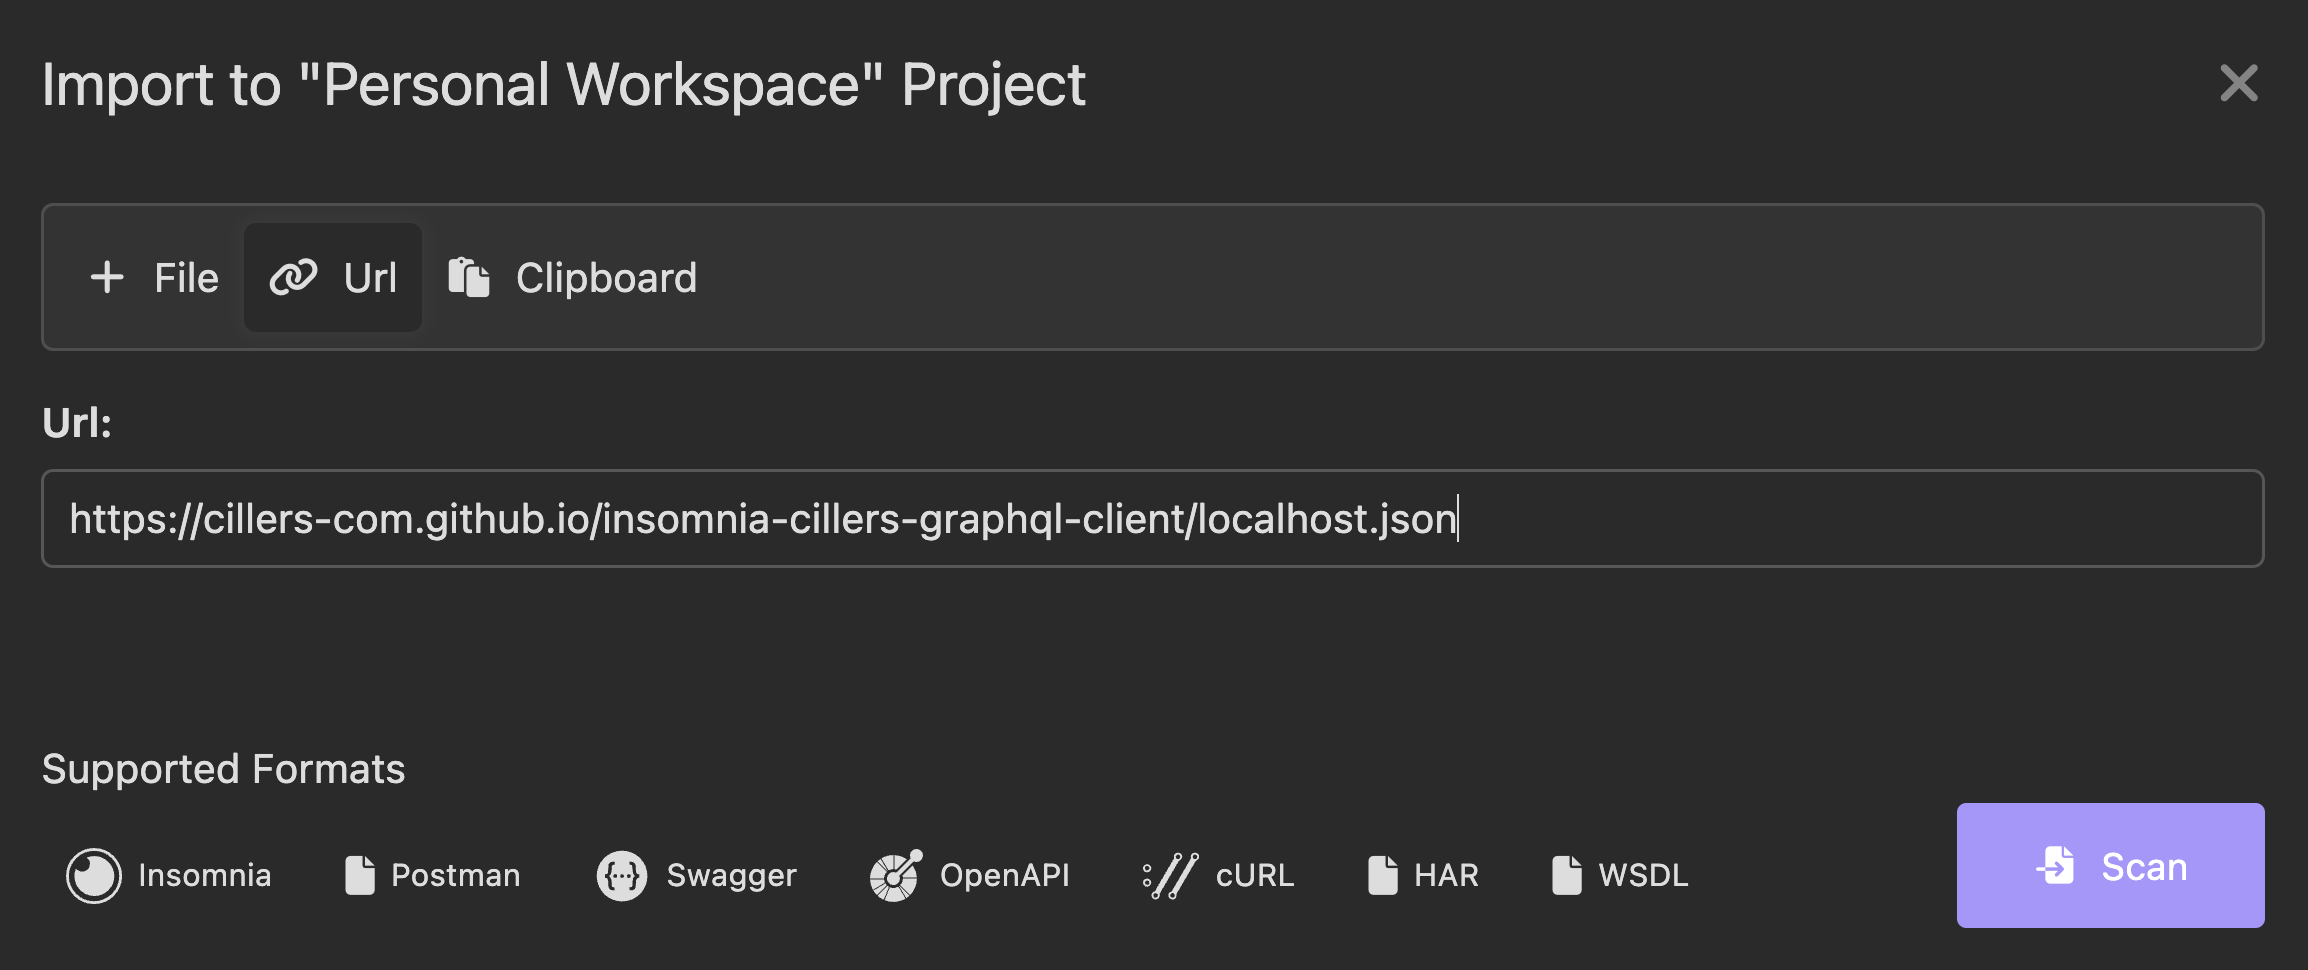 Import to "Personal Workspace" Project
File Url Clipboard
Url:
https://cillers-com.github.io/insomnia-cillers-graphql-client/localhost.json
Supported Formats
Insomnia Postman Swagger OpenAPI cURL HAR WSDL
Scan